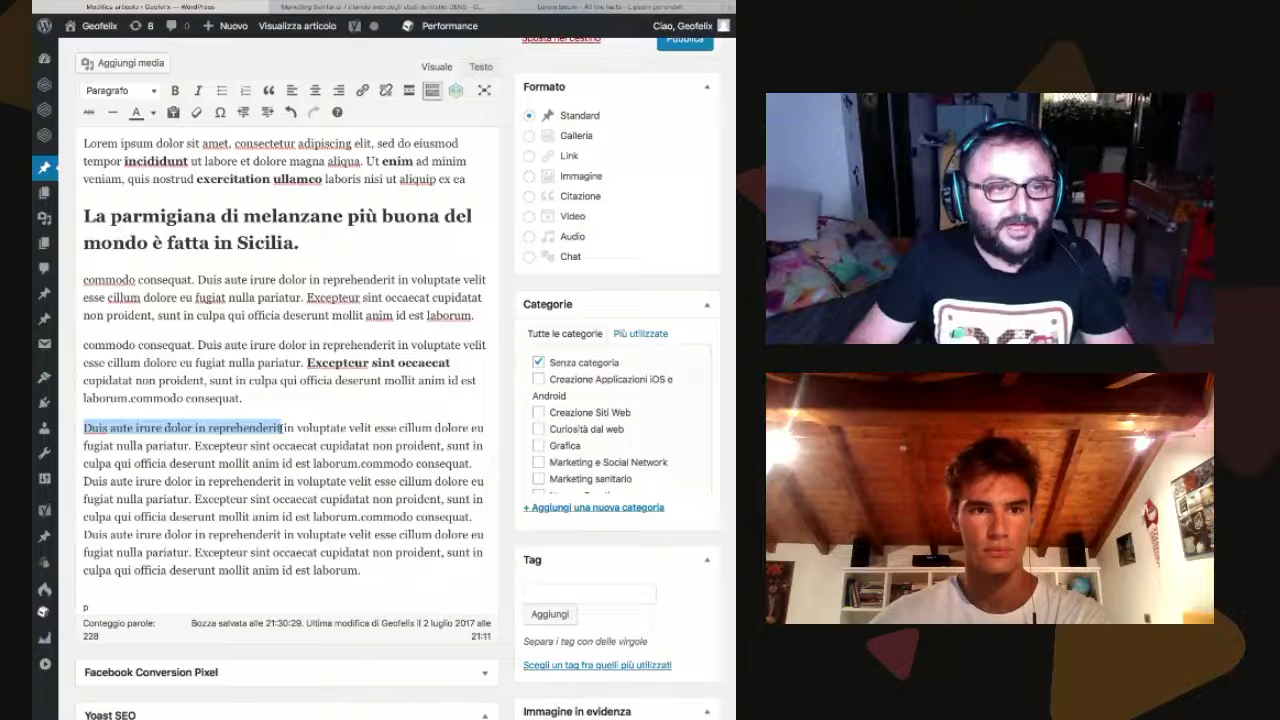 Modifica articolo ‹ Geofelix — WordPress
Geofelix 8 0 Nuovo Visualizza articolo Performance Ciao, Geofelix
Sposta nel cestino
Pubblica
Aggiungi media
Visuale Testo
Paragrafo
Lorem ipsum dolor sit amet, consectetur adipiscing elit, sed do eiusmod
tempor incididunt ut labore et dolore magna aliqua. Ut enim ad minim
veniam, quis nostrud exercitation ullamco laboris nisi ut aliquip ex ea
La parmigiana di melanzane più buona del
mondo è fatta in Sicilia.
commodo consequat. Duis aute irure dolor in reprehenderit in voluptate velit
esse cillum dolore eu fugiat nulla pariatur. Excepteur sint occaecat cupidatat
non proident, sunt in culpa qui officia deserunt mollit anim id est laborum.
commodo consequat. Duis aute irure dolor in reprehenderit in voluptate velit
esse cillum dolore eu fugiat nulla pariatur. Excepteur sint occaecat
cupidatat non proident, sunt in culpa qui officia deserunt mollit anim id est
laborum.commodo consequat.
Duis aute irure dolor in reprehenderit in voluptate velit esse cillum dolore eu
fugiat nulla pariatur. Excepteur sint occaecat cupidatat non proident, sunt in
culpa qui officia deserunt mollit anim id est laborum.commodo consequat.
Duis aute irure dolor in reprehenderit in voluptate velit esse cillum dolore eu
fugiat nulla pariatur. Excepteur sint occaecat cupidatat non proident, sunt in
culpa qui officia deserunt mollit anim id est laborum.commodo consequat.
Duis aute irure dolor in reprehenderit in voluptate velit esse cillum dolore eu
fugiat nulla pariatur. Excepteur sint occaecat cupidatat non proident, sunt in
culpa qui officia deserunt mollit anim id est laborum.
p
Conteggio parole:
228
Bozza salvata alle 21:30:29. Ultima modifica di Geofelix il 2 luglio 2017 alle
21:11
Facebook Conversion Pixel
Yoast SEO
Formato
Standard
Galleria
Link
Immagine
Citazione
Video
Audio
Chat
Categorie
Tutte le categorie Più utilizzate
Senza categoria
Creazione Applicazioni iOS e
Android
Creazione Siti Web
Curiosità dal web
Grafica
Marketing e Social Network
Marketing sanitario
+ Aggiungi una nuova categoria
Tag
Aggiungi
Separa i tag con delle virgole
Scegli un tag fra quelli più utilizzati
Immagine in evidenza